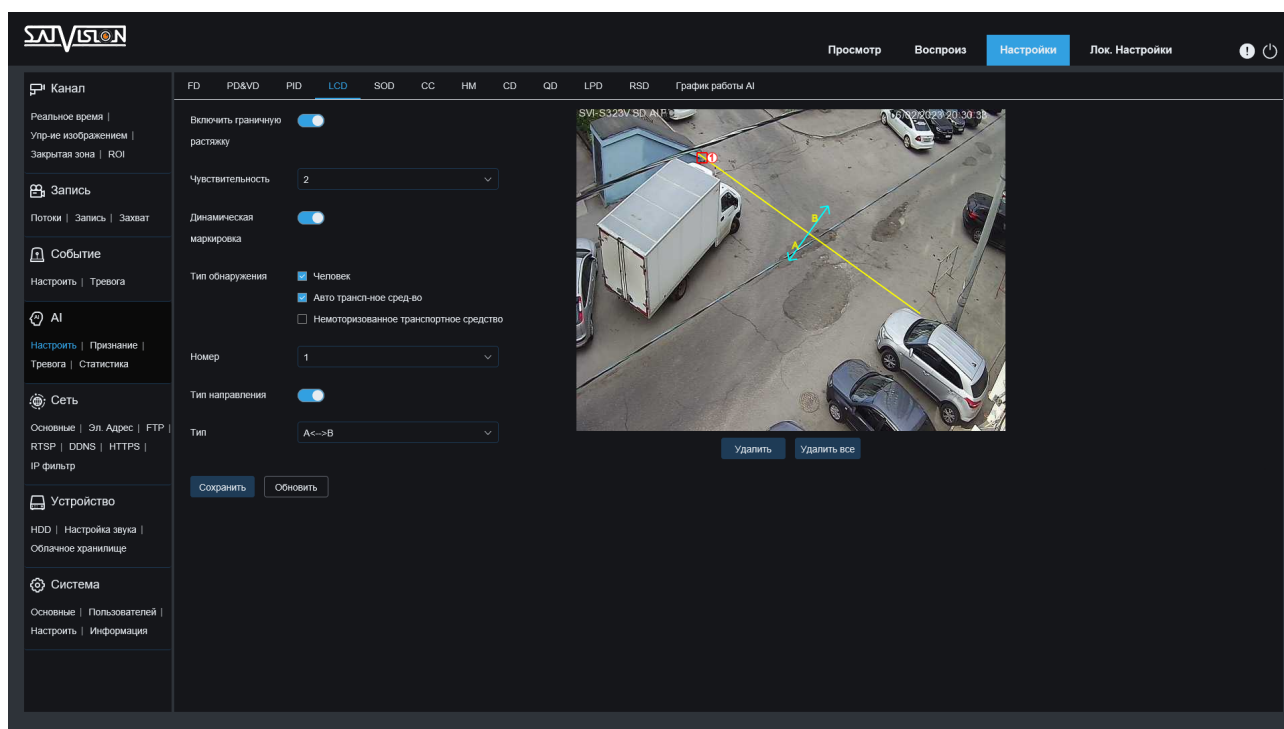 SATVISION
Просмотр Воспроиз Настройки Лок. Настройки
Канал
Реальное время |
Упр-ие изображением |
Закрытая зона | ROI
Запись
Потоки | Запись | Захват
Событие
Настроить | Тревога
AI
Настроить | Признание |
Тревога | Статистика
Сеть
Основные | Эл. Адрес | FTP |
RTSP | DDNS | HTTPS |
IP фильтр
Устройство
HDD | Настройка звука |
Облачное хранилище
Система
Основные | Пользователей |
Настроить | Информация
FD PD&VD PID LCD SOD CC HM CD QD LPD RSD График работы AI
Включить граничную
растяжку
Чувствительность 2
Динамическая
маркировка
Тип обнаружения Человек
Авто трансп-ное сред-во
Немоторизованное транспортное средство
Номер 1
Тип направления
Тип A<-->B
Сохранить Обновить
SVI-S323V SD AI 06/02/2023 20:30:38
1
B
A
Удалить Удалить все